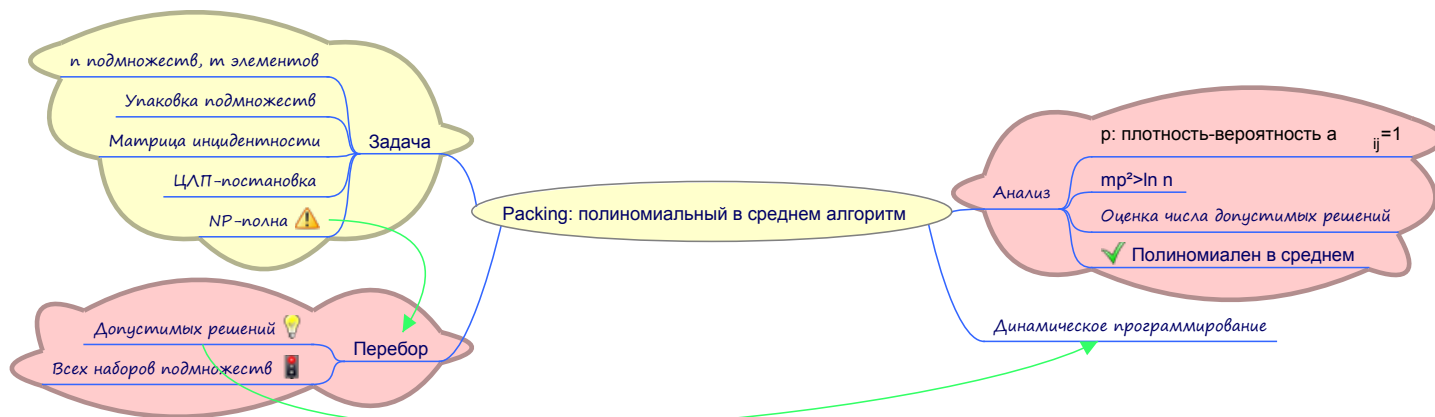 n подмножеств, m элементов
Упаковка подмножеств
Матрица инцидентности
ЦЛП-постановка
NP-полна
Задача
Допустимых решений
Всех наборов подмножеств
Перебор
Packing: полиномиальный в среднем алгоритм
Анализ
p: плотность-вероятность a ij=1
mp²>ln n
Оценка числа допустимых решений
Полиномиален в среднем
Динамическое программирование